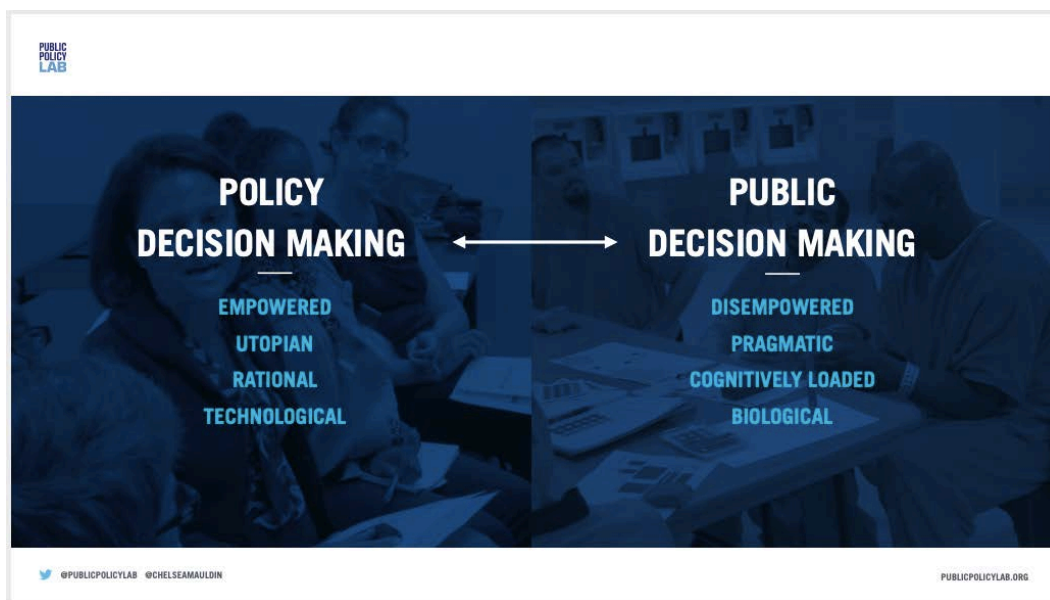 PUBLIC
POLICY
LAB
POLICY
DECISION MAKING
EMPOWERED
UTOPIAN
RATIONAL
TECHNOLOGICAL
PUBLIC
DECISION MAKING
DISEMPOWERED
PRAGMATIC
COGNITIVELY LOADED
BIOLOGICAL
@PUBLICPOLICYLAB @CHELSEAMAULDIN
PUBLICPOLICYLAB.ORG